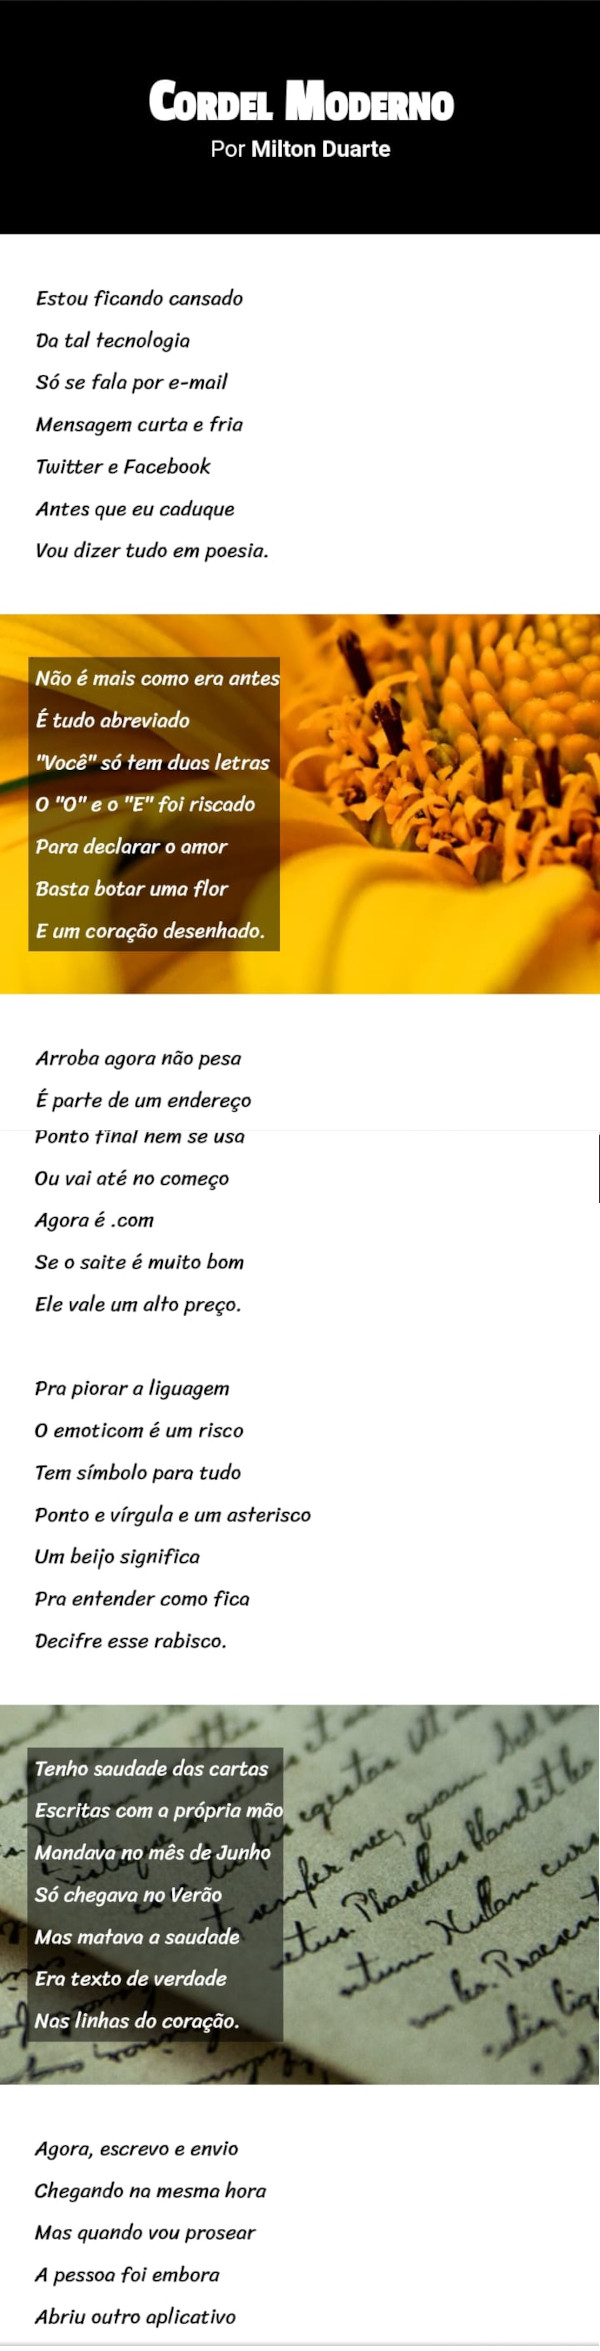 Cordel Moderno
Por Milton Duarte
Estou ficando cansado
Da tal tecnologia
Só se fala por e-mail
Mensagem curta e fria
Twitter e Facebook
Antes que eu caduque
Vou dizer tudo em poesia.
Não é mais como era antes
É tudo abreviado
"Você" só tem duas letras
O "O" e o "E" foi riscado
Para declarar o amor
Basta botar uma flor
E um coração desenhado.
Arroba agora não pesa
É parte de um endereço
Ponto final nem se usa
Ou vai até no começo
Agora é .com
Se o saite é muito bom
Ele vale um alto preço.
Pra piorar a liguagem
O emoticom é um risco
Tem símbolo para tudo
Ponto e vírgula e um asterisco
Um beijo significa
Pra entender como fica
Decifre esse rabisco.
Tenho saudade das cartas
Escritas com a própria mão
Mandava no mês de Junho
Só chegava no Verão
Mas matava a saudade
Era texto de verdade
Nas linhas do coração.
Agora, escrevo e envio
Chegando na mesma hora
Mas quando vou prosear
A pessoa foi embora
Abriu outro aplicativo